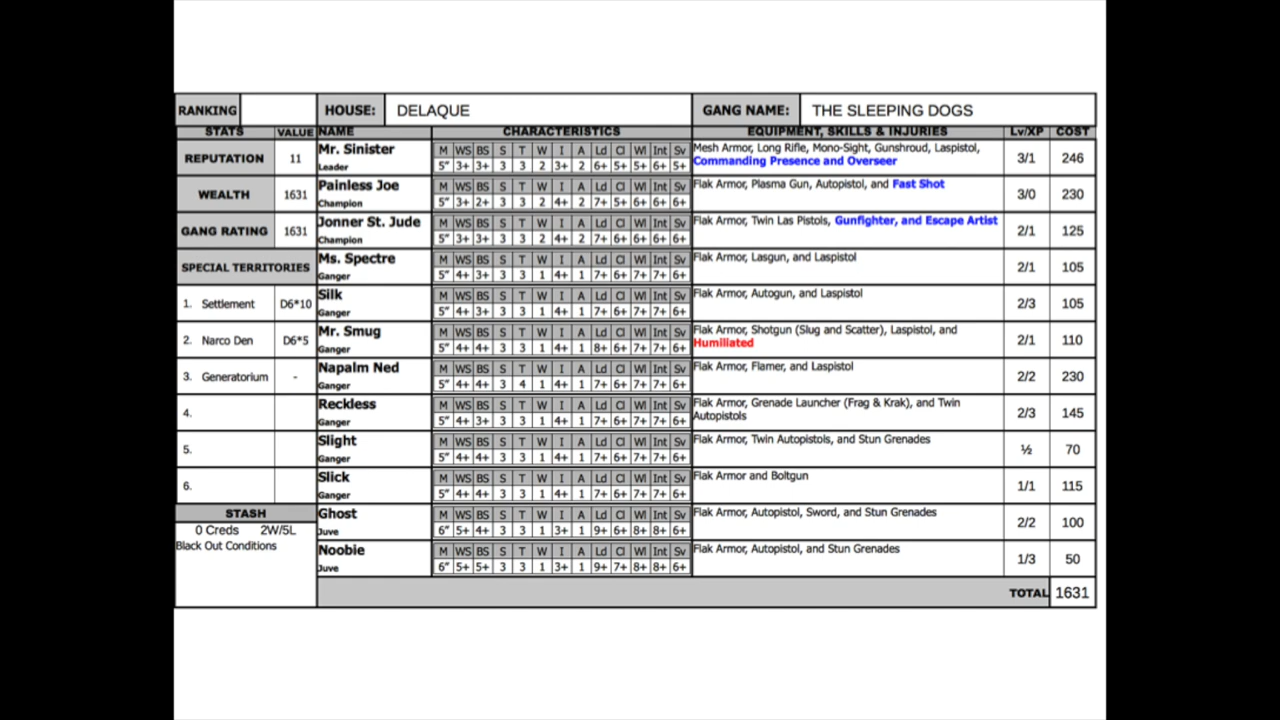 RANKING HOUSE: DELAQUE GANG NAME: THE SLEEPING DOGS
STATS VALUE NAME CHARACTERISTICS EQUIPMENT, SKILLS & INJURIES Lv/XP COST
REPUTATION 11 Mr. Sinister M WS BS S T W I A Ld Cl Wl Int Sv Mesh Armor, Long Rifle, Mono-Sight, Gunshroud, Laspistol, 3/1 246
Leader 5" 3+ 3+ 3 3 2 3+ 2 6+ 5+ 5+ 6+ 5+ Commanding Presence and Overseer
WEALTH 1631 Painless Joe M WS BS S T W I A Ld Cl Wl Int Sv Flak Armor, Plasma Gun, Autopistol, and Fast Shot 3/0 230
Champion 5" 3+ 2+ 3 3 2 4+ 2 7+ 5+ 6+ 6+ 6+
GANG RATING 1631 Jonner St. Jude M WS BS S T W I A Ld Cl Wl Int Sv Flak Armor, Twin Las Pistols, Gunfighter, and Escape Artist 2/1 125
Champion 5" 3+ 3+ 3 3 2 4+ 2 7+ 6+ 6+ 6+ 6+
SPECIAL TERRITORIES Ms. Spectre M WS BS S T W I A Ld Cl Wl Int Sv Flak Armor, Lasgun, and Laspistol 2/1 105
Ganger 5" 4+ 3+ 3 3 1 4+ 1 7+ 6+ 7+ 7+ 6+
1. Settlement D6*10 Silk M WS BS S T W I A Ld Cl Wl Int Sv Flak Armor, Autogun, and Laspistol 2/3 105
Ganger 5" 4+ 3+ 3 3 1 4+ 1 7+ 6+ 7+ 7+ 6+
2. Narco Den D6*5 Mr. Smug M WS BS S T W I A Ld Cl Wl Int Sv Flak Armor, Shotgun (Slug and Scatter), Laspistol, and 2/1 110
Ganger 5" 4+ 4+ 3 3 1 4+ 1 8+ 6+ 7+ 7+ 6+ Humiliated
3. Generatorium - Napalm Ned M WS BS S T W I A Ld Cl Wl Int Sv Flak Armor, Flamer, and Laspistol 2/2 230
Ganger 5" 4+ 4+ 3 4 1 4+ 1 7+ 6+ 7+ 7+ 6+
4. Reckless M WS BS S T W I A Ld Cl Wl Int Sv Flak Armor, Grenade Launcher (Frag & Krak), and Twin 2/3 145
Ganger 5" 4+ 3+ 3 3 1 4+ 1 7+ 6+ 7+ 7+ 6+ Autopistols
5. Slight M WS BS S T W I A Ld Cl Wl Int Sv Flak Armor, Twin Autopistols, and Stun Grenades ½ 70
Ganger 5" 4+ 4+ 3 3 1 4+ 1 7+ 6+ 7+ 7+ 6+
6. Slick M WS BS S T W I A Ld Cl Wl Int Sv Flak Armor and Boltgun 1/1 115
Ganger 5" 4+ 4+ 3 3 1 4+ 1 7+ 6+ 7+ 7+ 6+
STASH Ghost M WS BS S T W I A Ld Cl Wl Int Sv Flak Armor, Autopistol, Sword, and Stun Grenades 2/2 100
0 Creds 2W/5L Juve 6" 5+ 4+ 3 3 1 3+ 1 9+ 6+ 8+ 8+ 6+
Black Out Conditions Noobie M WS BS S T W I A Ld Cl Wl Int Sv Flak Armor, Autopistol, and Stun Grenades 1/3 50
Juve 6" 5+ 5+ 3 3 1 3+ 1 9+ 7+ 8+ 8+ 6+
TOTAL 1631